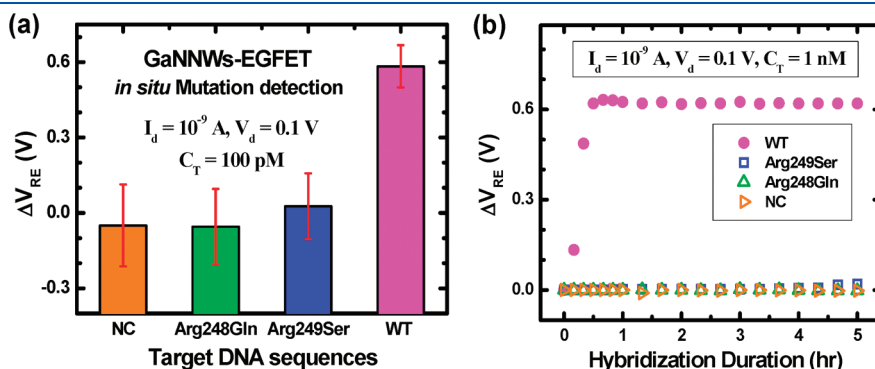 (a)
GaNNWs-EGFET
in situ Mutation detection
I_d = 10^-9 A, V_d = 0.1 V
C_T = 100 pM
ΔV_RE (V)
0.6
0.3
0.0
-0.3
NC Arg248Gln Arg249Ser WT
Target DNA sequences
(b)
I_d = 10^-9 A, V_d = 0.1 V, C_T = 1 nM
WT
Arg249Ser
Arg248Gln
NC
ΔV_RE (V)
0.6
0.3
0.0
0 1 2 3 4 5
Hybridization Duration (hr)